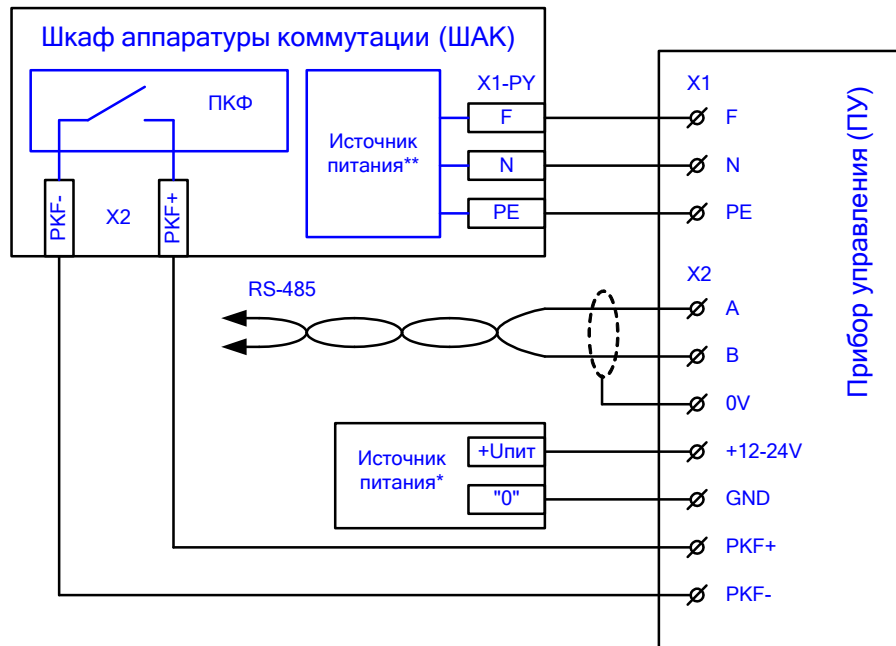 Шкаф аппаратуры коммутации (ШАК)
ПКФ
Источник
питания**
X1-PY
F
N
PE
PKF-
X2
PKF+
X1
F
N
PE
X2
A
B
0V
+12-24V
GND
PKF+
PKF-
Прибор управления (ПУ)
RS-485
Источник
питания*
+Uпит
"0"